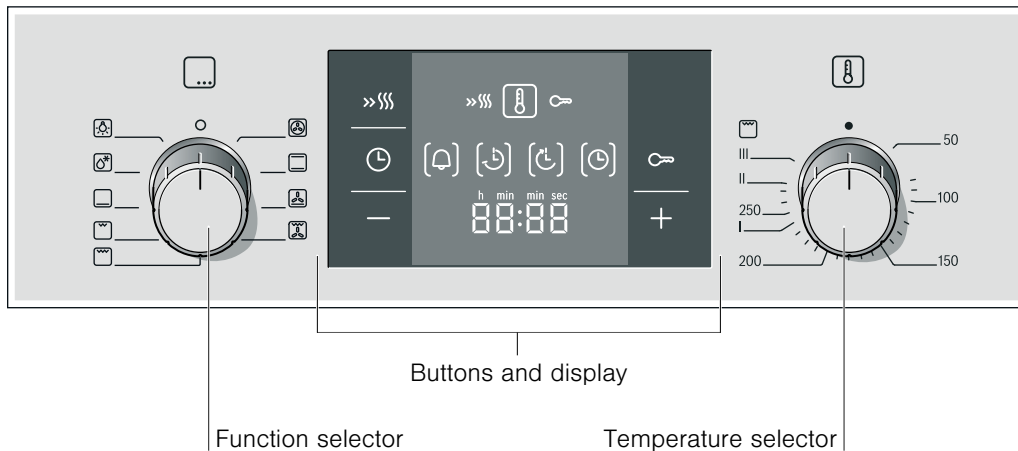 h min min sec
88:88
III
II
250
I
200
50
100
150
Buttons and display
Function selector
Temperature selector